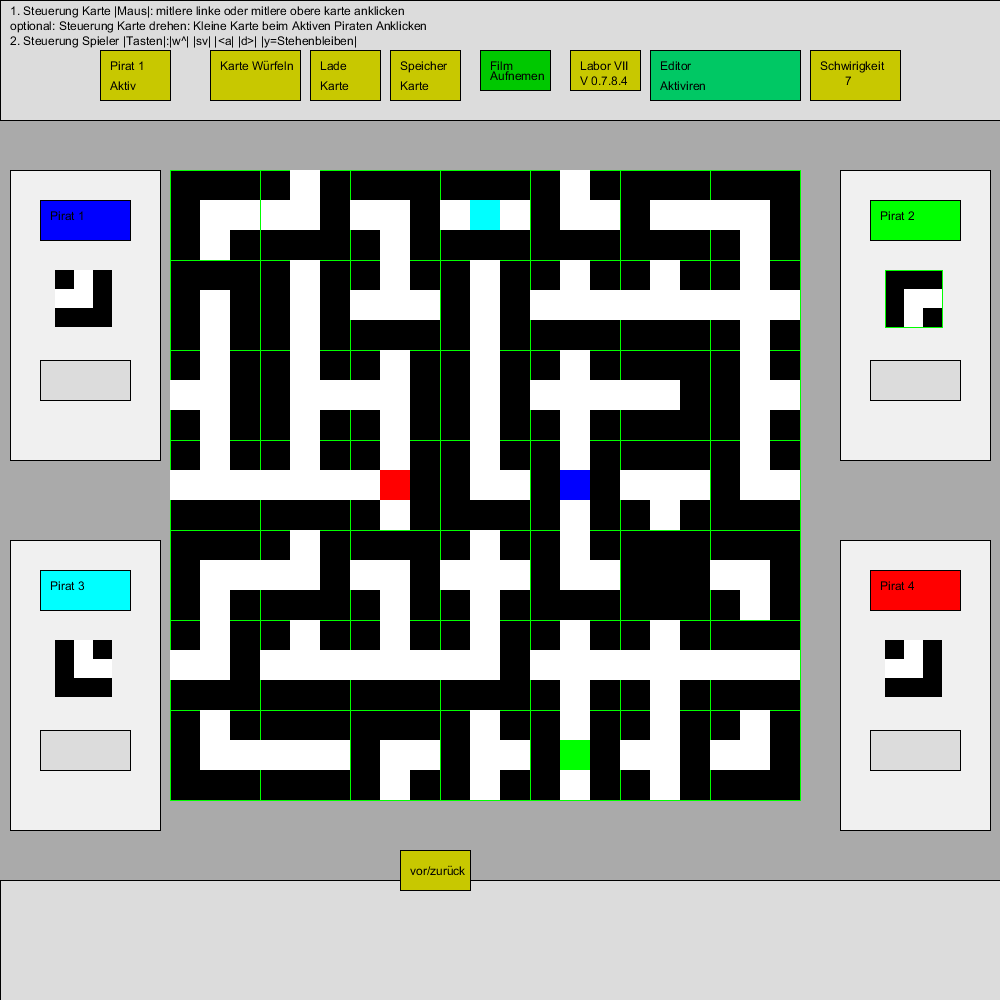 1. Steuerung Karte |Maus|: mitlere linke oder mitlere obere karte anklicken
optional: Steuerung Karte drehen: Kleine Karte beim Aktiven Piraten Anklicken
2. Steuerung Spieler |Tasten|:|w^| |sv| |<a| |d>| |y=Stehenbleiben|
Pirat 1
Aktiv
Karte Würfeln
Lade
Karte
Speicher
Karte
Film
Aufnemen
Labor VII
V 0.7.8.4
Editor
Aktiviren
Schwirigkeit
7
Pirat 1
Pirat 2
Pirat 3
Pirat 4
vor/zurück